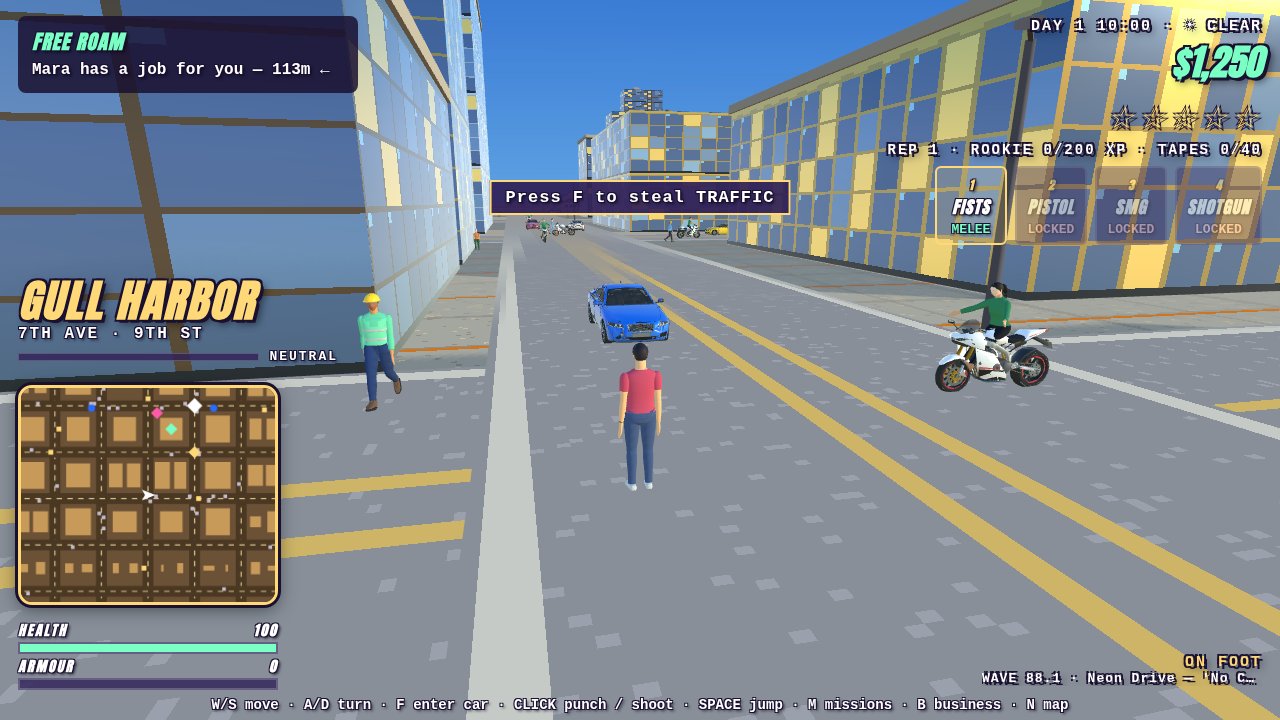 FREE ROAM
Mara has a job for you — 113m ←
DAY 1 10:00 · ☼ CLEAR
$1,250
REP 1 · ROOKIE 0/200 XP · TAPES 0/40
1 FISTS MELEE
2 PISTOL LOCKED
3 SMG LOCKED
4 SHOTGUN LOCKED
Press F to steal TRAFFIC
GULL HARBOR
7TH AVE · 9TH ST
NEUTRAL
HEALTH 100
ARMOUR 0
ON FOOT
WAVE 88.1 · Neon Drive — "No C…
W/S move · A/D turn · F enter car · CLICK punch / shoot · SPACE jump · M missions · B business · N map